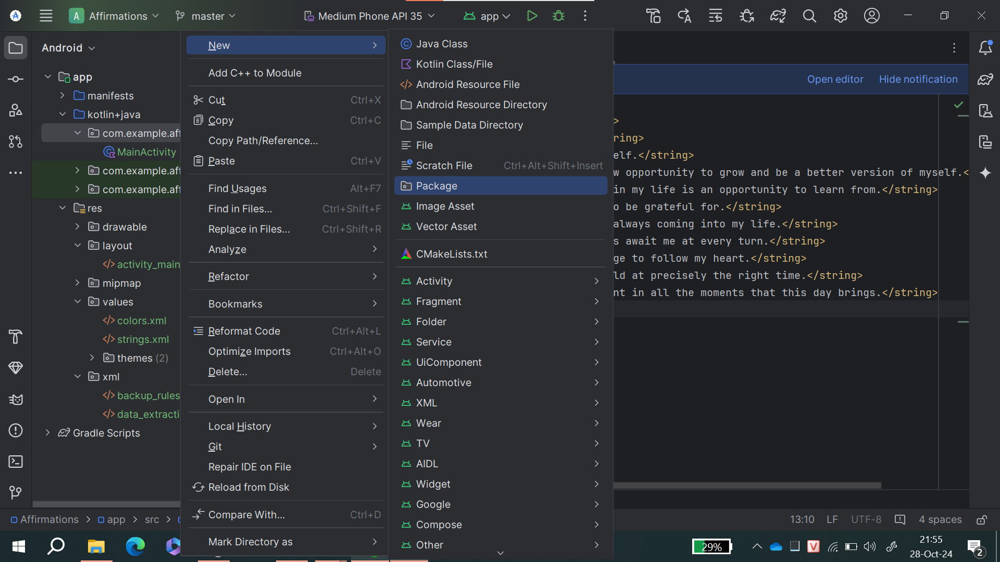 A Affirmations master Medium Phone API 35 app
Android
app
manifests
kotlin+java
com.example.aff
MainActivity
com.example.aff
com.example.aff
res
drawable
layout
activity_main
mipmap
values
colors.xml
strings.xml
themes (2)
xml
backup_rules
data_extracti
Gradle Scripts
New
Add C++ to Module
Cut Ctrl+X
Copy Ctrl+C
Copy Path/Reference...
Paste Ctrl+V
Find Usages Alt+F7
Find in Files... Ctrl+Shift+F
Replace in Files... Ctrl+Shift+R
Analyze
Refactor
Bookmarks
Reformat Code Ctrl+Alt+L
Optimize Imports Ctrl+Alt+O
Delete... Delete
Open In
Local History
Git
Repair IDE on File
Reload from Disk
Compare With... Ctrl+D
Mark Directory as
Java Class
Kotlin Class/File
Android Resource File
Android Resource Directory
Sample Data Directory
File
Scratch File Ctrl+Alt+Shift+Insert
Package
Image Asset
Vector Asset
CMakeLists.txt
Activity
Fragment
Folder
Service
UiComponent
Automotive
XML
Wear
TV
AIDL
Widget
Google
Compose
Other
Open editor Hide notification
>
ring>
elf.</string>
w opportunity to grow and be a better version of myself.<
in my life is an opportunity to learn from.</string>
o be grateful for.</string>
always coming into my life.</string>
s await me at every turn.</string>
ge to follow my heart.</string>
ld at precisely the right time.</string>
nt in all the moments that this day brings.</string>
Affirmations > app > src >
13:10 LF UTF-8 4 spaces
29%
V
21:55
28-Oct-24
2